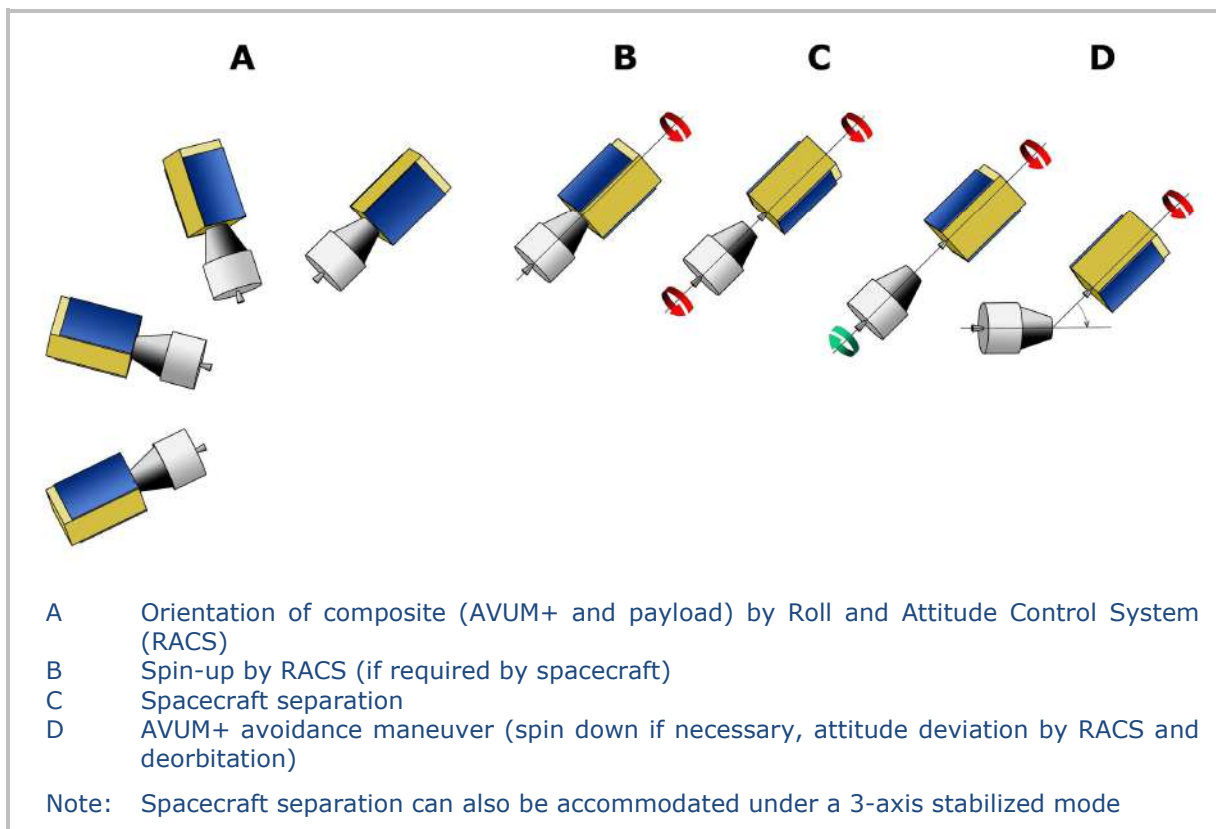 A B C D
A Orientation of composite (AVUM+ and payload) by Roll and Attitude Control System
(RACS)
B Spin-up by RACS (if required by spacecraft)
C Spacecraft separation
D AVUM+ avoidance maneuver (spin down if necessary, attitude deviation by RACS and
deorbitation)
Note: Spacecraft separation can also be accommodated under a 3-axis stabilized mode